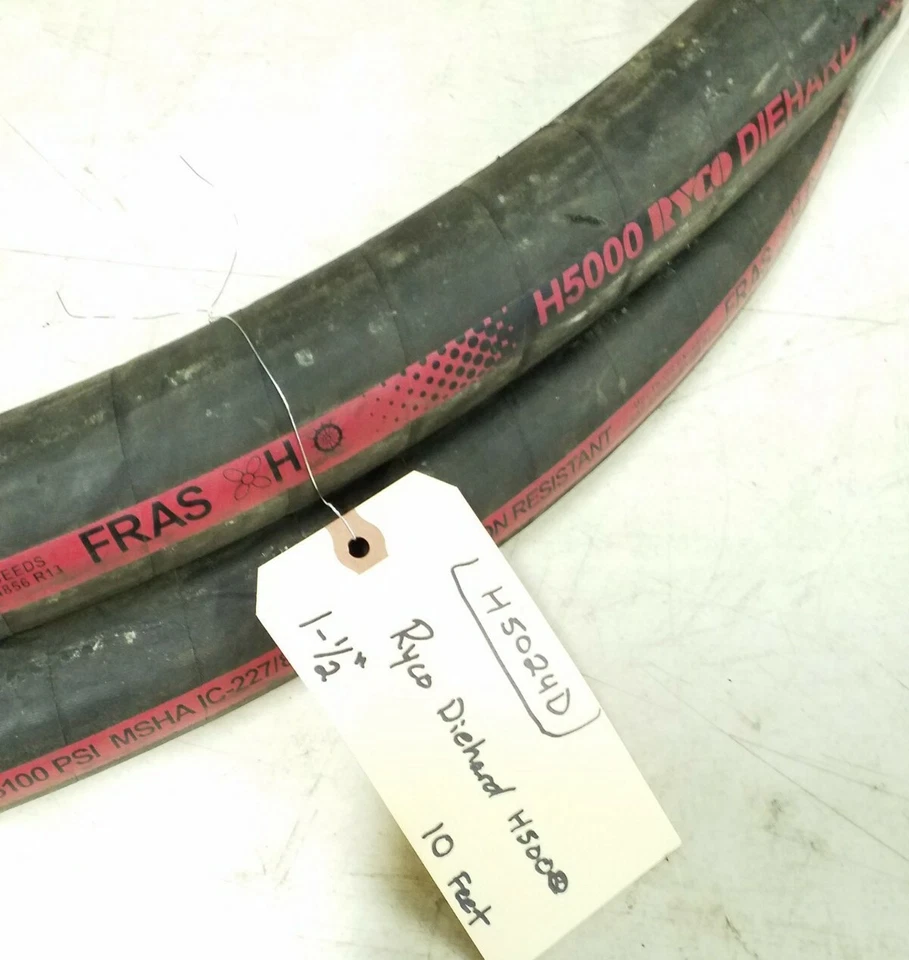 H5000 RYCO DIEHARD
EEDS
856 R1
FRAS H
FRAS
ON RESISTANT
100 PSI MSHA IC-227/
H5024D
1-1/2"
Ryco Diehard H5000
10 Feet